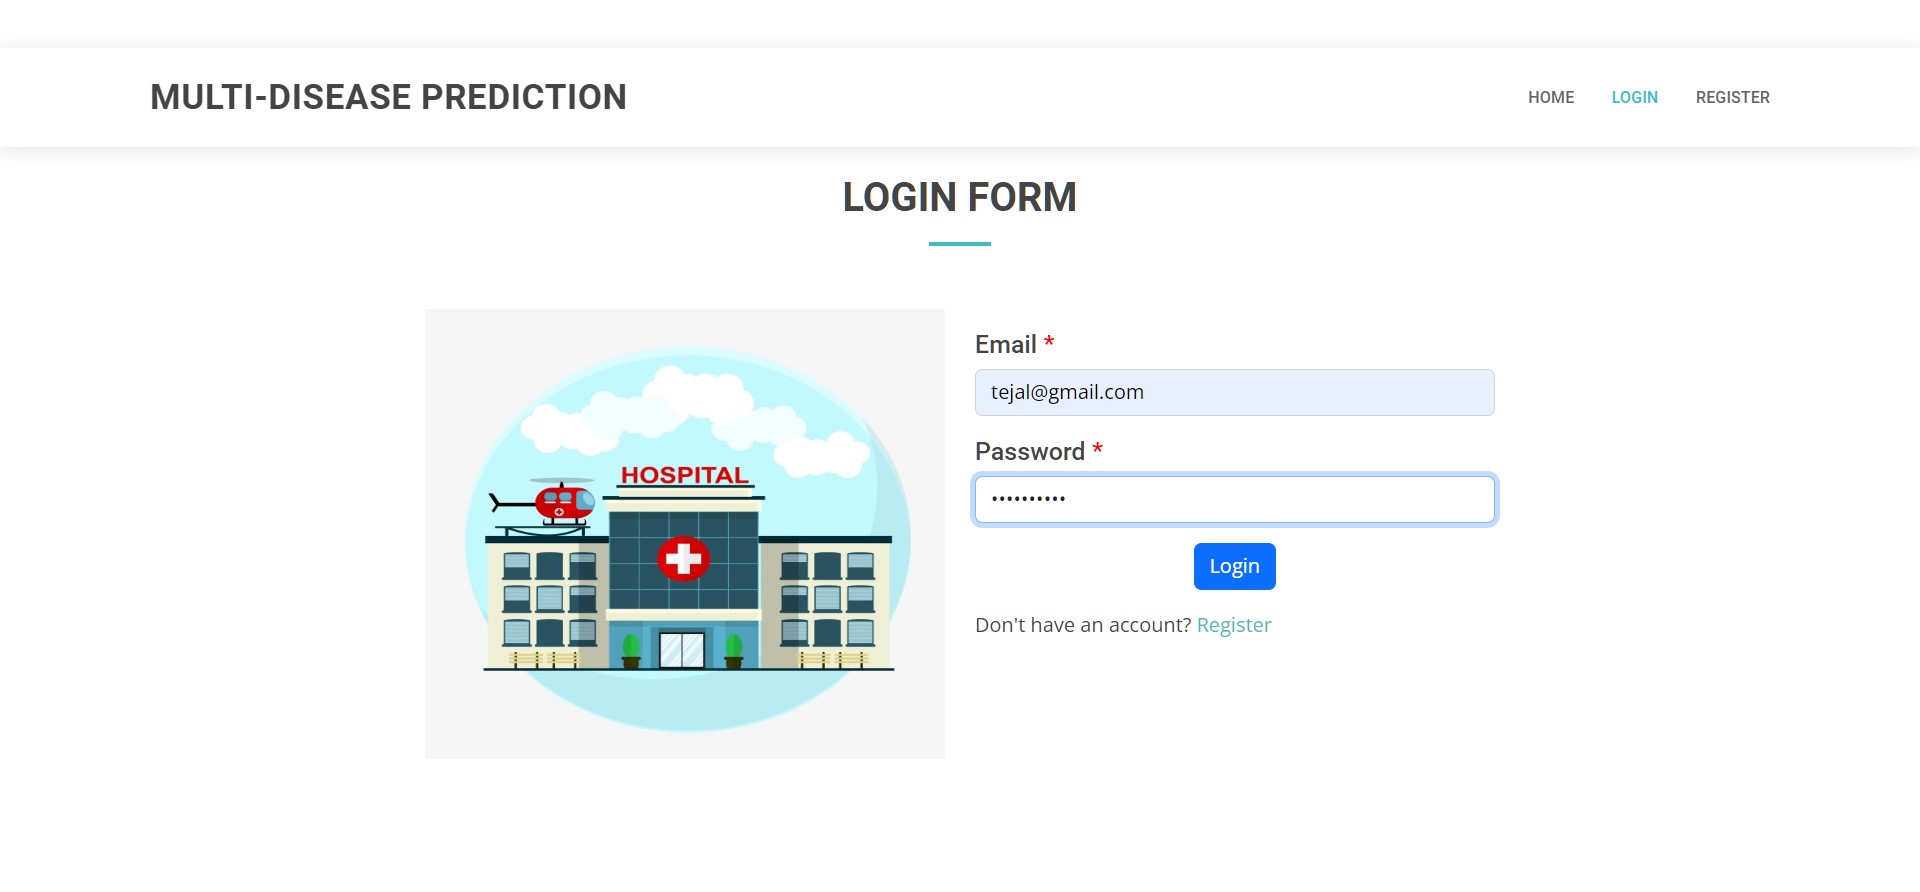 MULTI-DISEASE PREDICTION
HOME LOGIN REGISTER
LOGIN FORM
HOSPITAL
Email *
tejal@gmail.com
Password *
••••••••••
Login
Don't have an account? Register